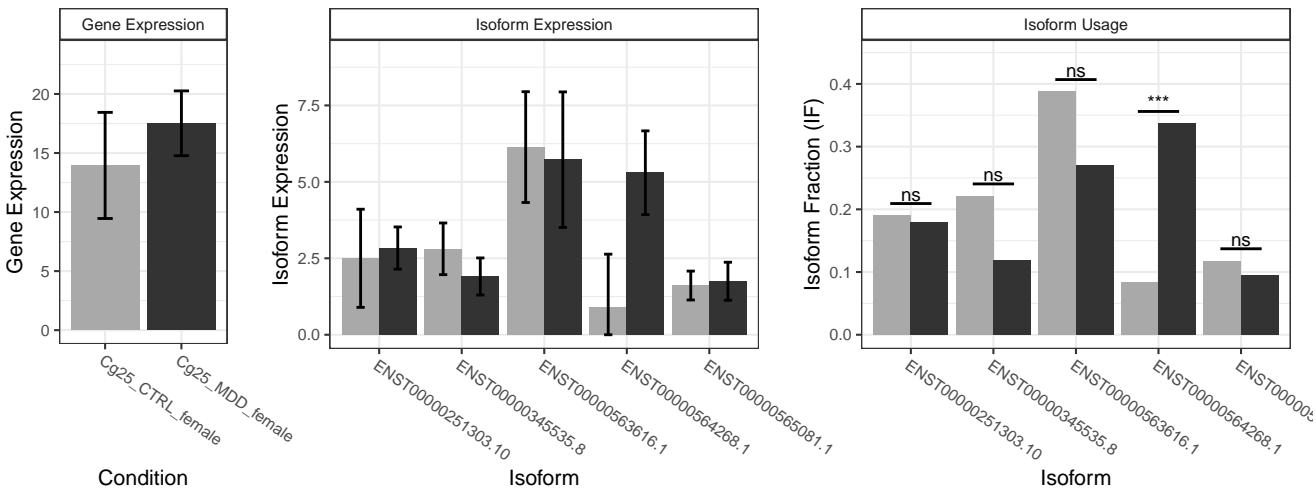 Gene Expression
Gene Expression
20
15
10
5
0
Cg25_CTRL_female
Cg25_MDD_female
Condition
Isoform Expression
Isoform Expression
7.5
5.0
2.5
0.0
ENST00000251303.10
ENST00000345535.8
ENST00000563616.1
ENST00000564268.1
ENST00000565081.1
Isoform
Isoform Usage
Isoform Fraction (IF)
0.4
0.3
0.2
0.1
0.0
ns
ns
ns
***
ns
ENST00000251303.10
ENST00000345535.8
ENST00000563616.1
ENST00000564268.1
ENST000005
Isoform